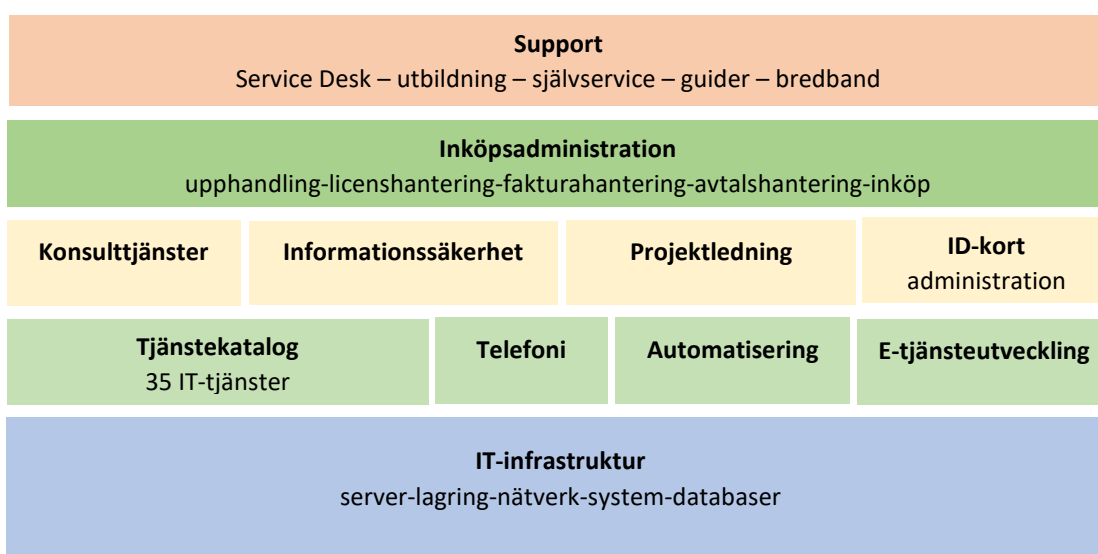 Support
Service Desk – utbildning – självservice – guider – bredband
Inköpsadministration
upphandling-licenshantering-fakturahantering-avtalshantering-inköp
Konsulttjänster
Informationssäkerhet
Projektledning
ID-kort
administration
Tjänstekatalog
35 IT-tjänster
Telefoni
Automatisering
E-tjänsteutveckling
IT-infrastruktur
server-lagring-nätverk-system-databaser